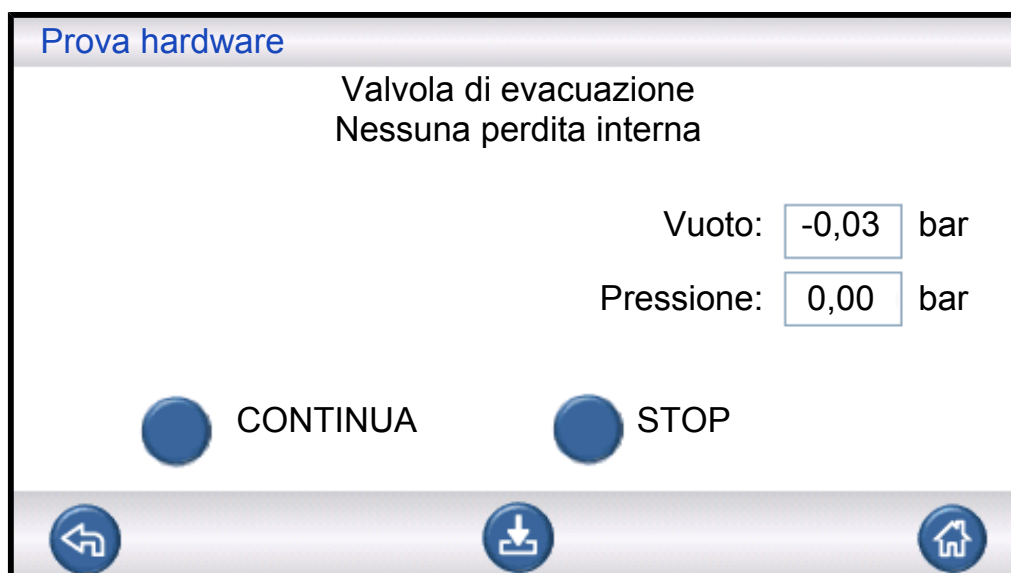 Prova hardware
Valvola di evacuazione
Nessuna perdita interna
Vuoto: -0,03 bar
Pressione: 0,00 bar
CONTINUA STOP